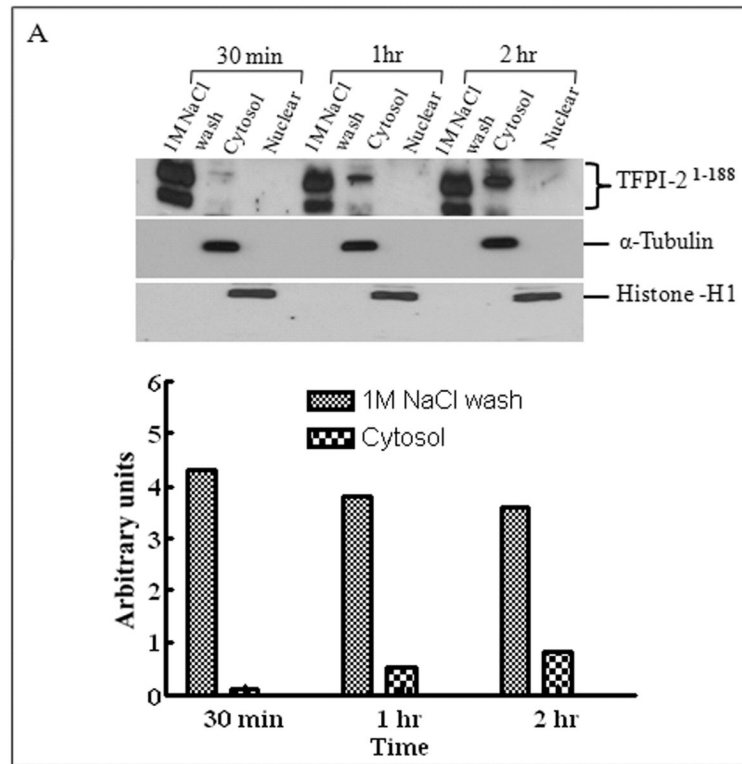 A
30 min 1hr 2 hr
1M NaCl wash Cytosol Nuclear 1M NaCl wash Cytosol Nuclear 1M NaCl wash Cytosol Nuclear
TFPI-2 1-188
α-Tubulin
Histone -H1
6
5
4
3
2
1
0
Arbitrary units
1M NaCl wash
Cytosol
30 min 1 hr 2 hr
Time